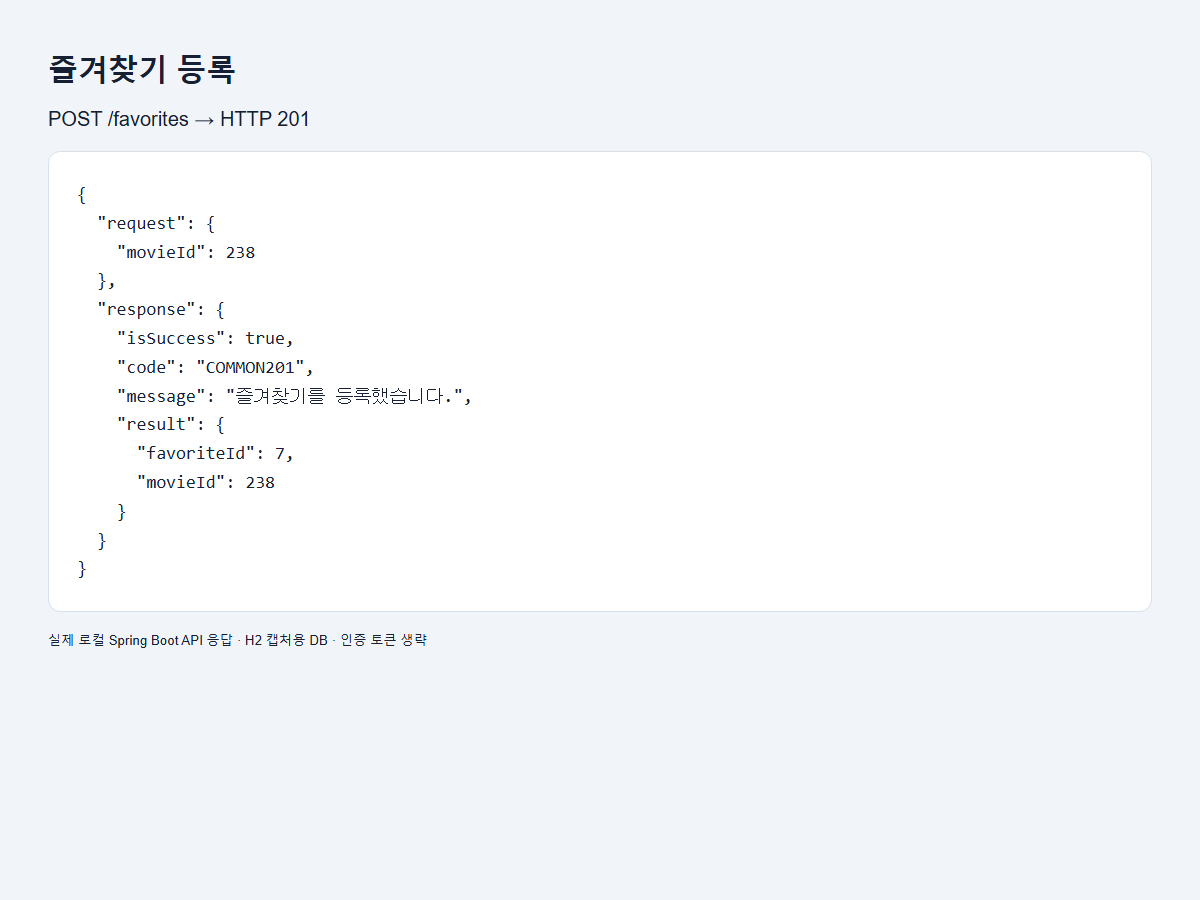 즐겨찾기 등록
POST /favorites → HTTP 201
{
  "request": {
    "movieId": 238
  },
  "response": {
    "isSuccess": true,
    "code": "COMMON201",
    "message": "즐겨찾기를 등록했습니다.",
    "result": {
      "favoriteId": 7,
      "movieId": 238
    }
  }
}
실제 로컬 Spring Boot API 응답 · H2 캡처용 DB · 인증 토큰 생략